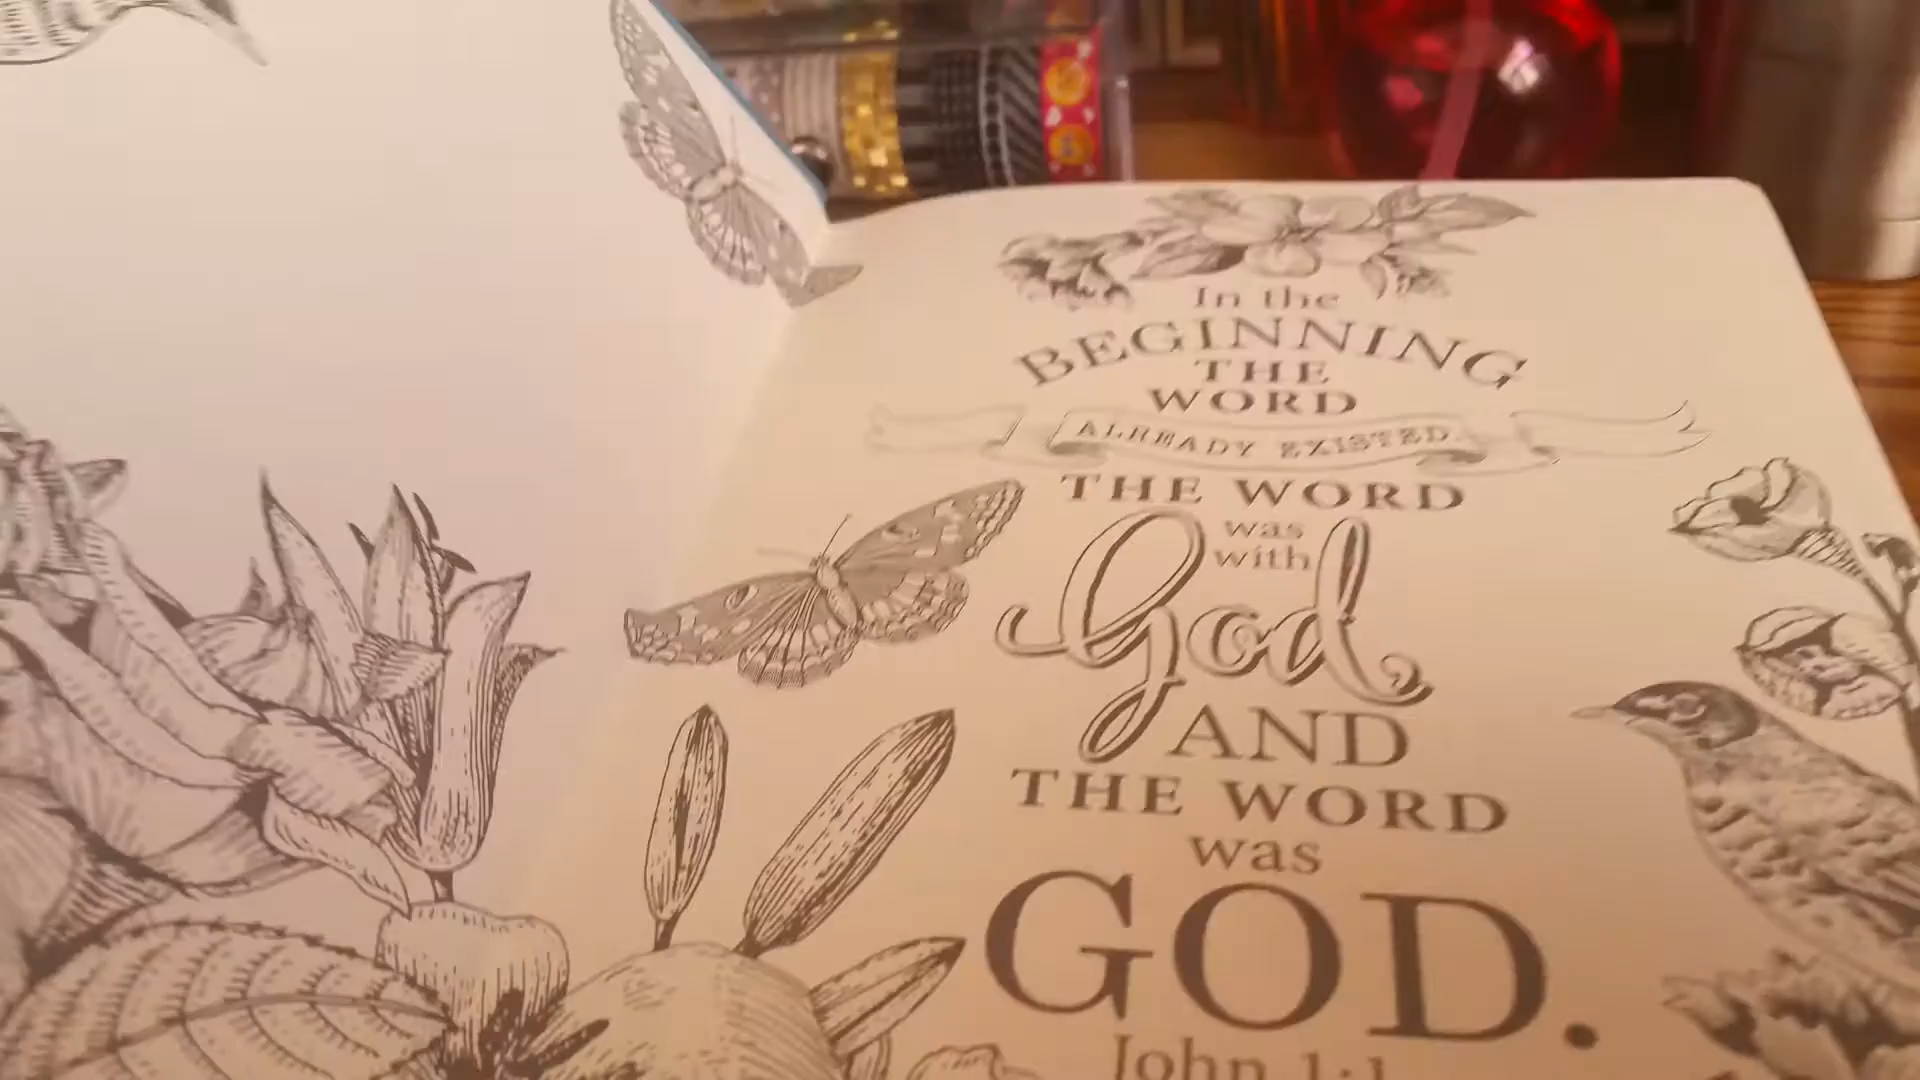 In the
BEGINNING
THE
WORD
ALREADY EXISTED.
THE WORD
was
with
God,
AND
THE WORD
was
GOD.
John 1:1